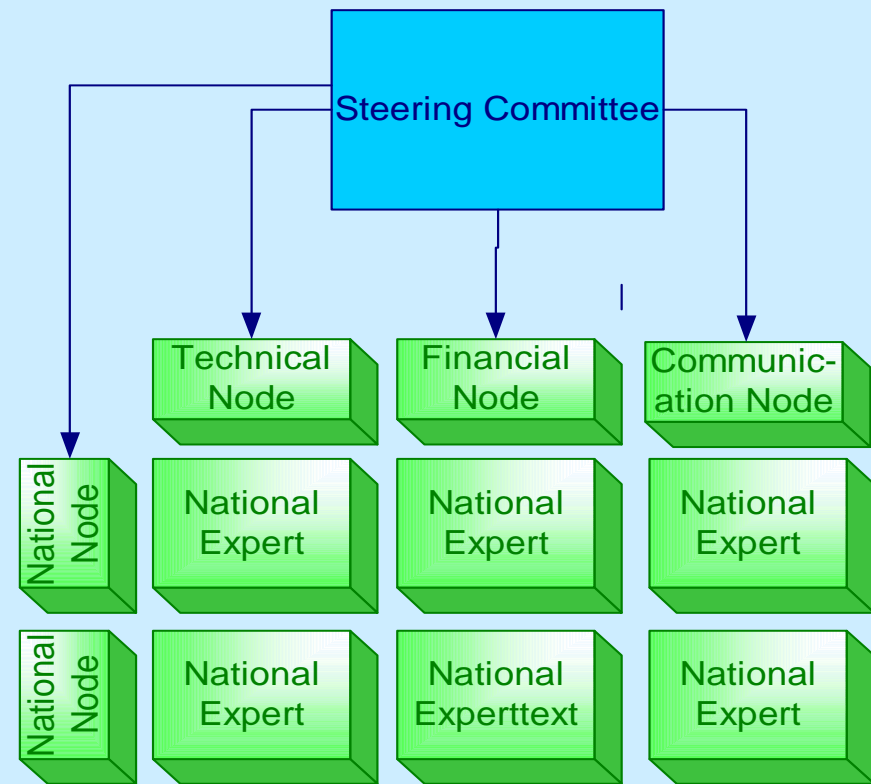 Steering Committee
Technical
Node
Financial
Node
Communic-
ation Node
National
Node
National
Expert
National
Expert
National
Expert
National
Node
National
Expert
National
Experttext
National
Expert